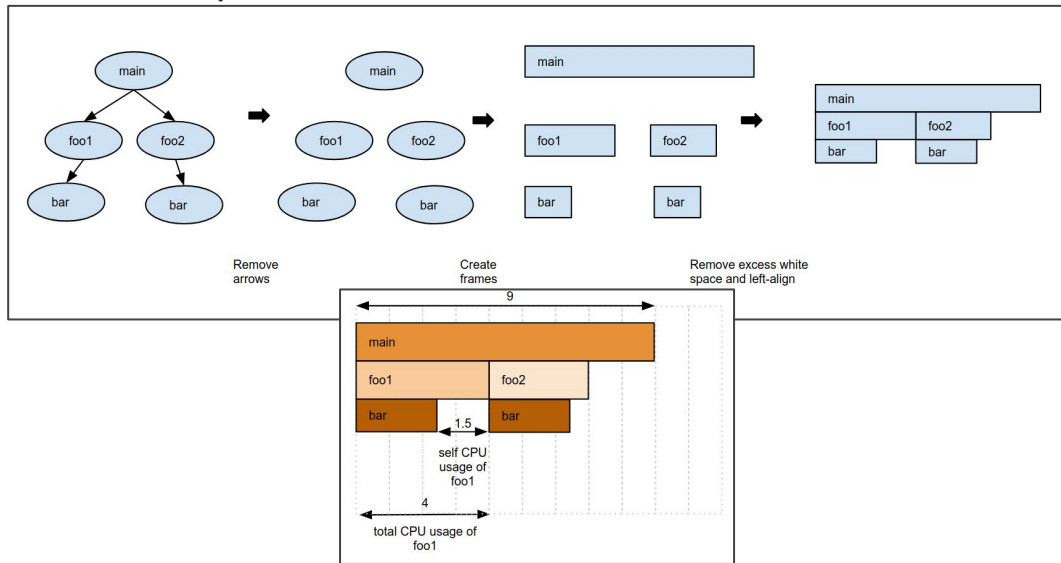 main
main
main
main
foo1
foo2
foo1
foo2
foo1
foo2
foo1
foo2
bar
bar
bar
bar
bar
bar
bar
bar
Remove
arrows
Create
frames
Remove excess white
space and left-align
9
main
foo1
foo2
bar
bar
1.5
self CPU
usage of
foo1
4
total CPU usage of
foo1